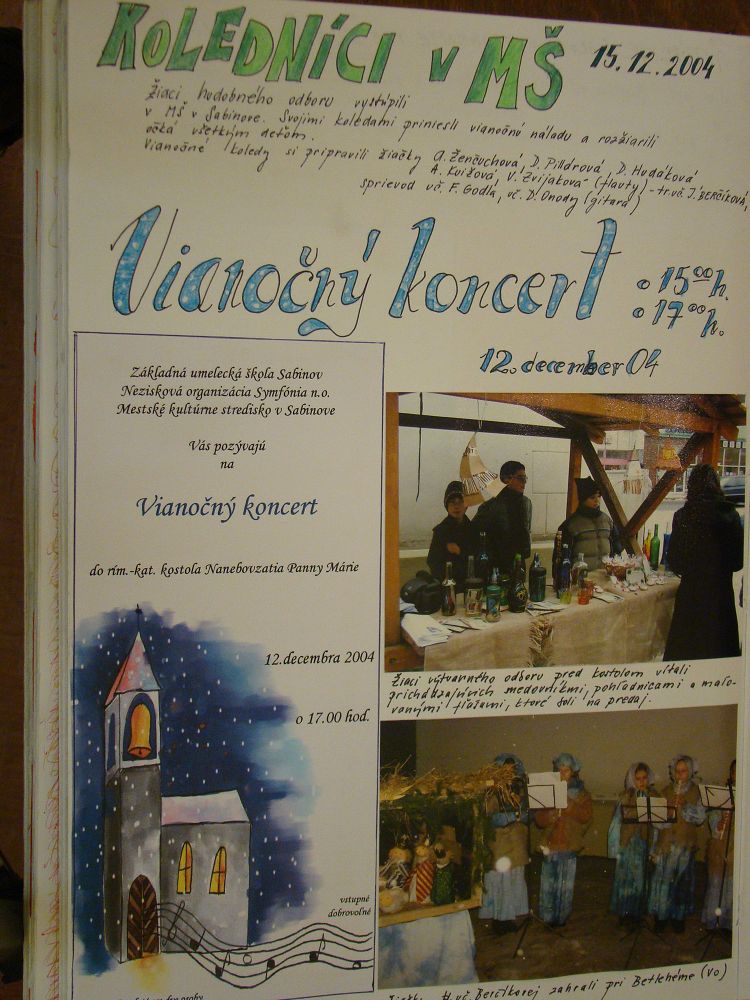 KOLEDNÍCI V MŠ 15.12.2004
Žiaci hudobného odboru vystúpili
v MŠ v Sabinove. Svojimi koledami priniesli vianočnú náladu a rozžiarili
očká všetkým deťom.
Vianočné koledy si pripravili žiačky A. Ženčuchová, D. Pilldrová, D. Hudáková
A. Kvižová, V. Zvijaková (flauty) - tr.uč. J. BERČÍKOVÁ,
sprievod uč. F. Godla, uč. D. Onody (gitara)
Vianočný koncert
o 15⁰⁰ h.
o 17⁰⁰ h.
12. december 04
Základná umelecká škola Sabinov
Nezisková organizácia Symfónia n.o.
Mestské kultúrne stredisko v Sabinove
Vás pozývajú
na
Vianočný koncert
do rím.-kat. kostola Nanebovzatia Panny Márie
12.decembra 2004
o 17.00 hod.
vstupné
dobrovoľné
Žiaci výtvarného odboru pred kostolom vítali
prichádzajúcich medovníkmi, pohľadnicami a maľo-
vanými fľašami, ktoré boli na predaj.
uč. Berčíkovej zahrali pri Betleheme (VO)